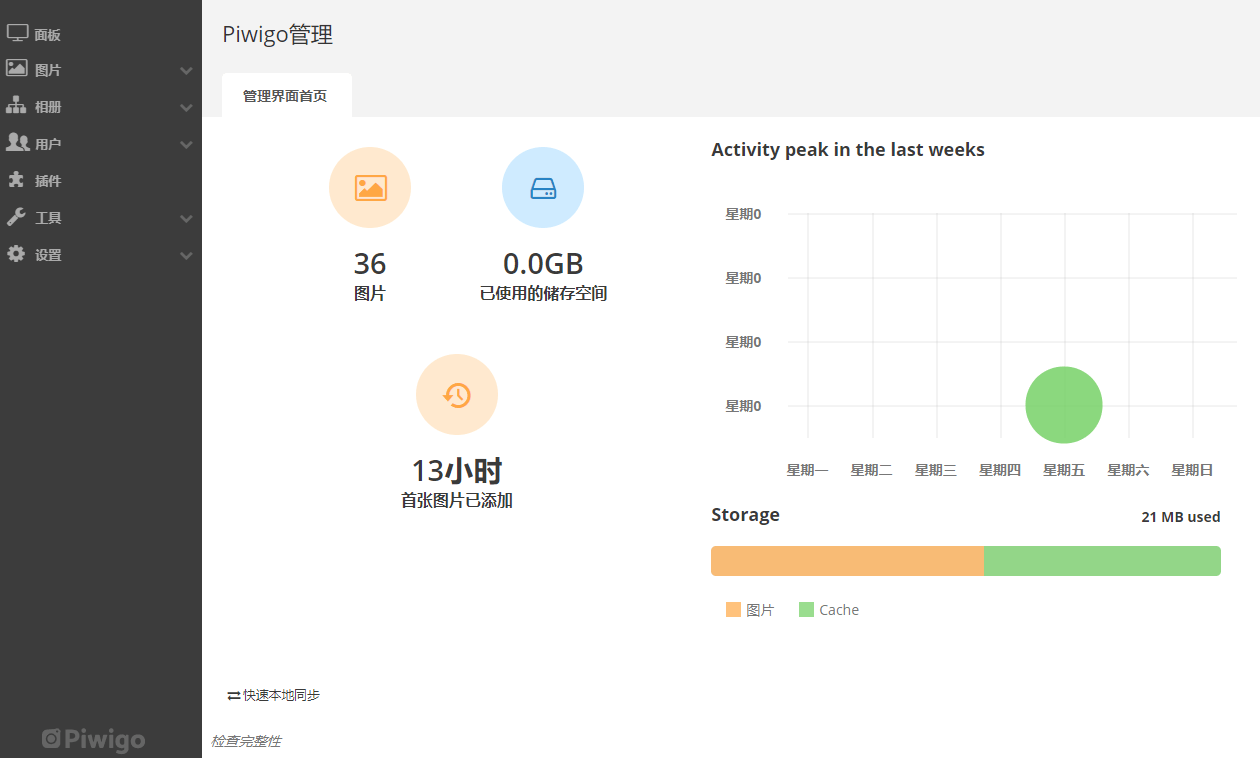 面板
图片
相册
用户
插件
工具
设置
Piwigo
Piwigo管理
管理界面首页
36
图片
0.0GB
已使用的储存空间
13小时
首张图片已添加
Activity peak in the last weeks
星期0
星期0
星期0
星期0
星期一 星期二 星期三 星期四 星期五 星期六 星期日
Storage
21 MB used
图片 Cache
快速本地同步
检查完整性